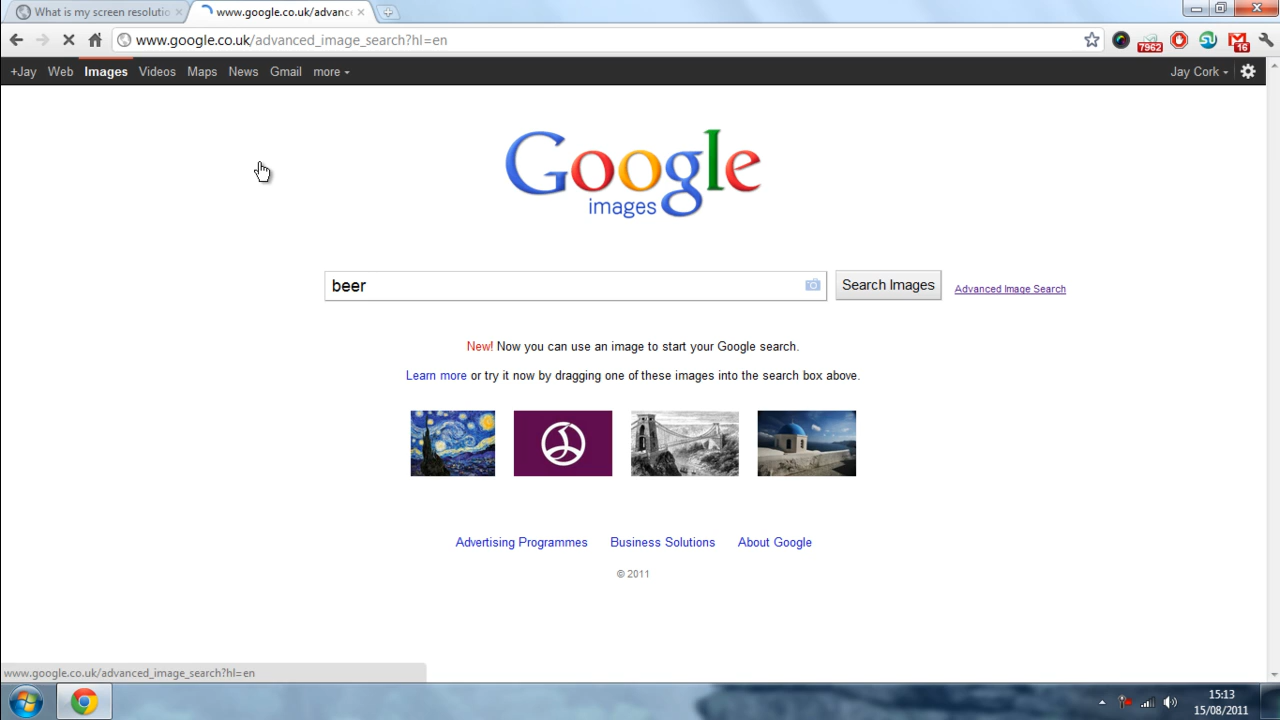 What is my screen resolutio
www.google.co.uk/advanc
www.google.co.uk/advanced_image_search?hl=en
7962
16
+Jay Web Images Videos Maps News Gmail more
Jay Cork
Google
images
beer
Search Images
Advanced Image Search
New! Now you can use an image to start your Google search.
Learn more or try it now by dragging one of these images into the search box above.
Advertising Programmes Business Solutions About Google
© 2011
www.google.co.uk/advanced_image_search?hl=en
15:13
15/08/2011